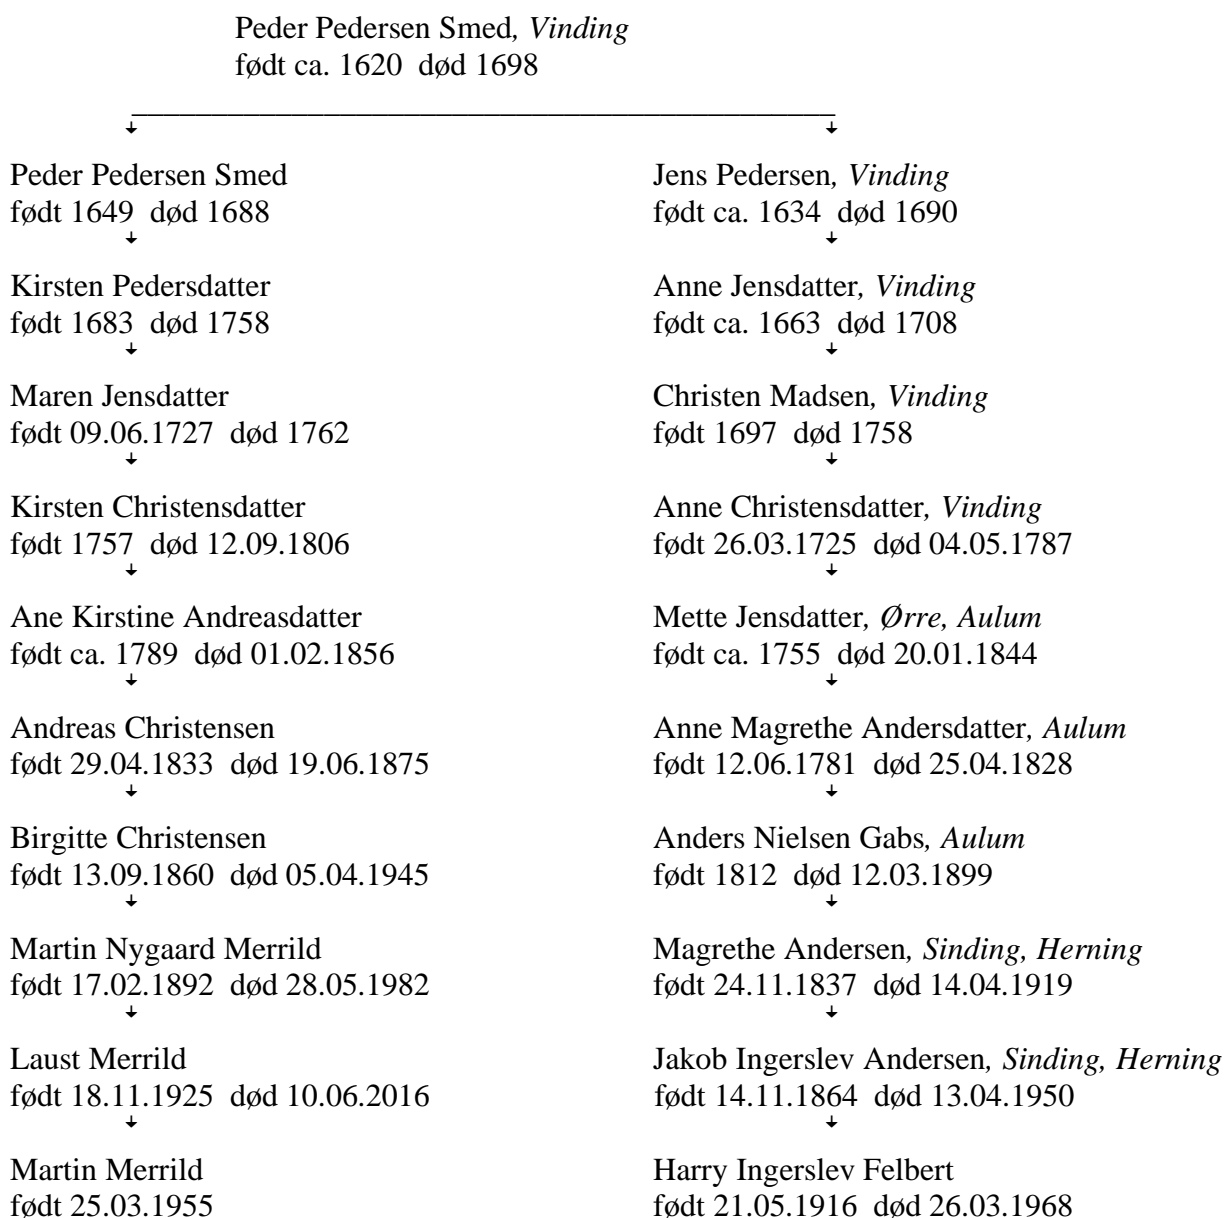 Peder Pedersen Smed, Vinding
født ca. 1620 død 1698
Peder Pedersen Smed
født 1649 død 1688
Kirsten Pedersdatter
født 1683 død 1758
Maren Jensdatter
født 09.06.1727 død 1762
Kirsten Christensdatter
født 1757 død 12.09.1806
Ane Kirstine Andreasdatter
født ca. 1789 død 01.02.1856
Andreas Christensen
født 29.04.1833 død 19.06.1875
Birgitte Christensen
født 13.09.1860 død 05.04.1945
Martin Nygaard Merrild
født 17.02.1892 død 28.05.1982
Laust Merrild
født 18.11.1925 død 10.06.2016
Martin Merrild
født 25.03.1955
Jens Pedersen, Vinding
født ca. 1634 død 1690
Anne Jensdatter, Vinding
født ca. 1663 død 1708
Christen Madsen, Vinding
født 1697 død 1758
Anne Christensdatter, Vinding
født 26.03.1725 død 04.05.1787
Mette Jensdatter, Ørre, Aulum
født ca. 1755 død 20.01.1844
Anne Magrethe Andersdatter, Aulum
født 12.06.1781 død 25.04.1828
Anders Nielsen Gabs, Aulum
født 1812 død 12.03.1899
Magrethe Andersen, Sinding, Herning
født 24.11.1837 død 14.04.1919
Jakob Ingerslev Andersen, Sinding, Herning
født 14.11.1864 død 13.04.1950
Harry Ingerslev Felbert
født 21.05.1916 død 26.03.1968